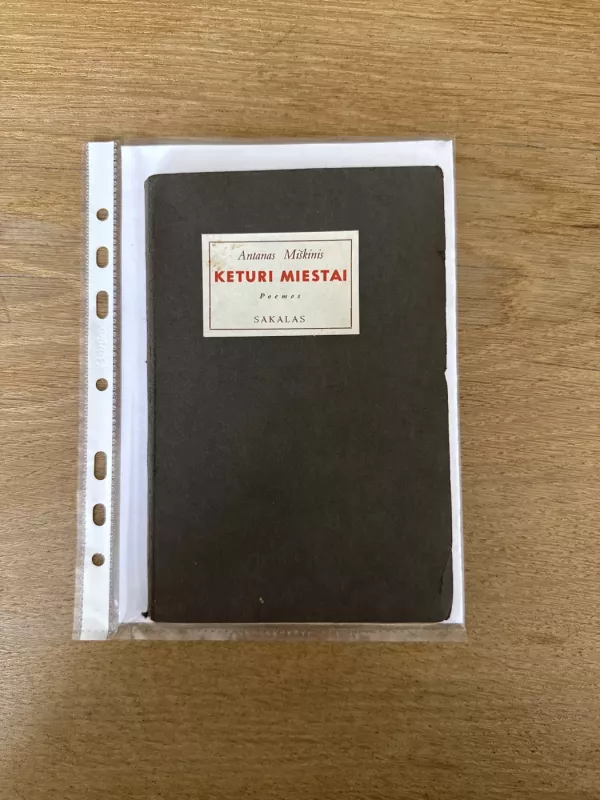 Antanas Miškinis
KETURI MIESTAI
Poemos
SAKALAS